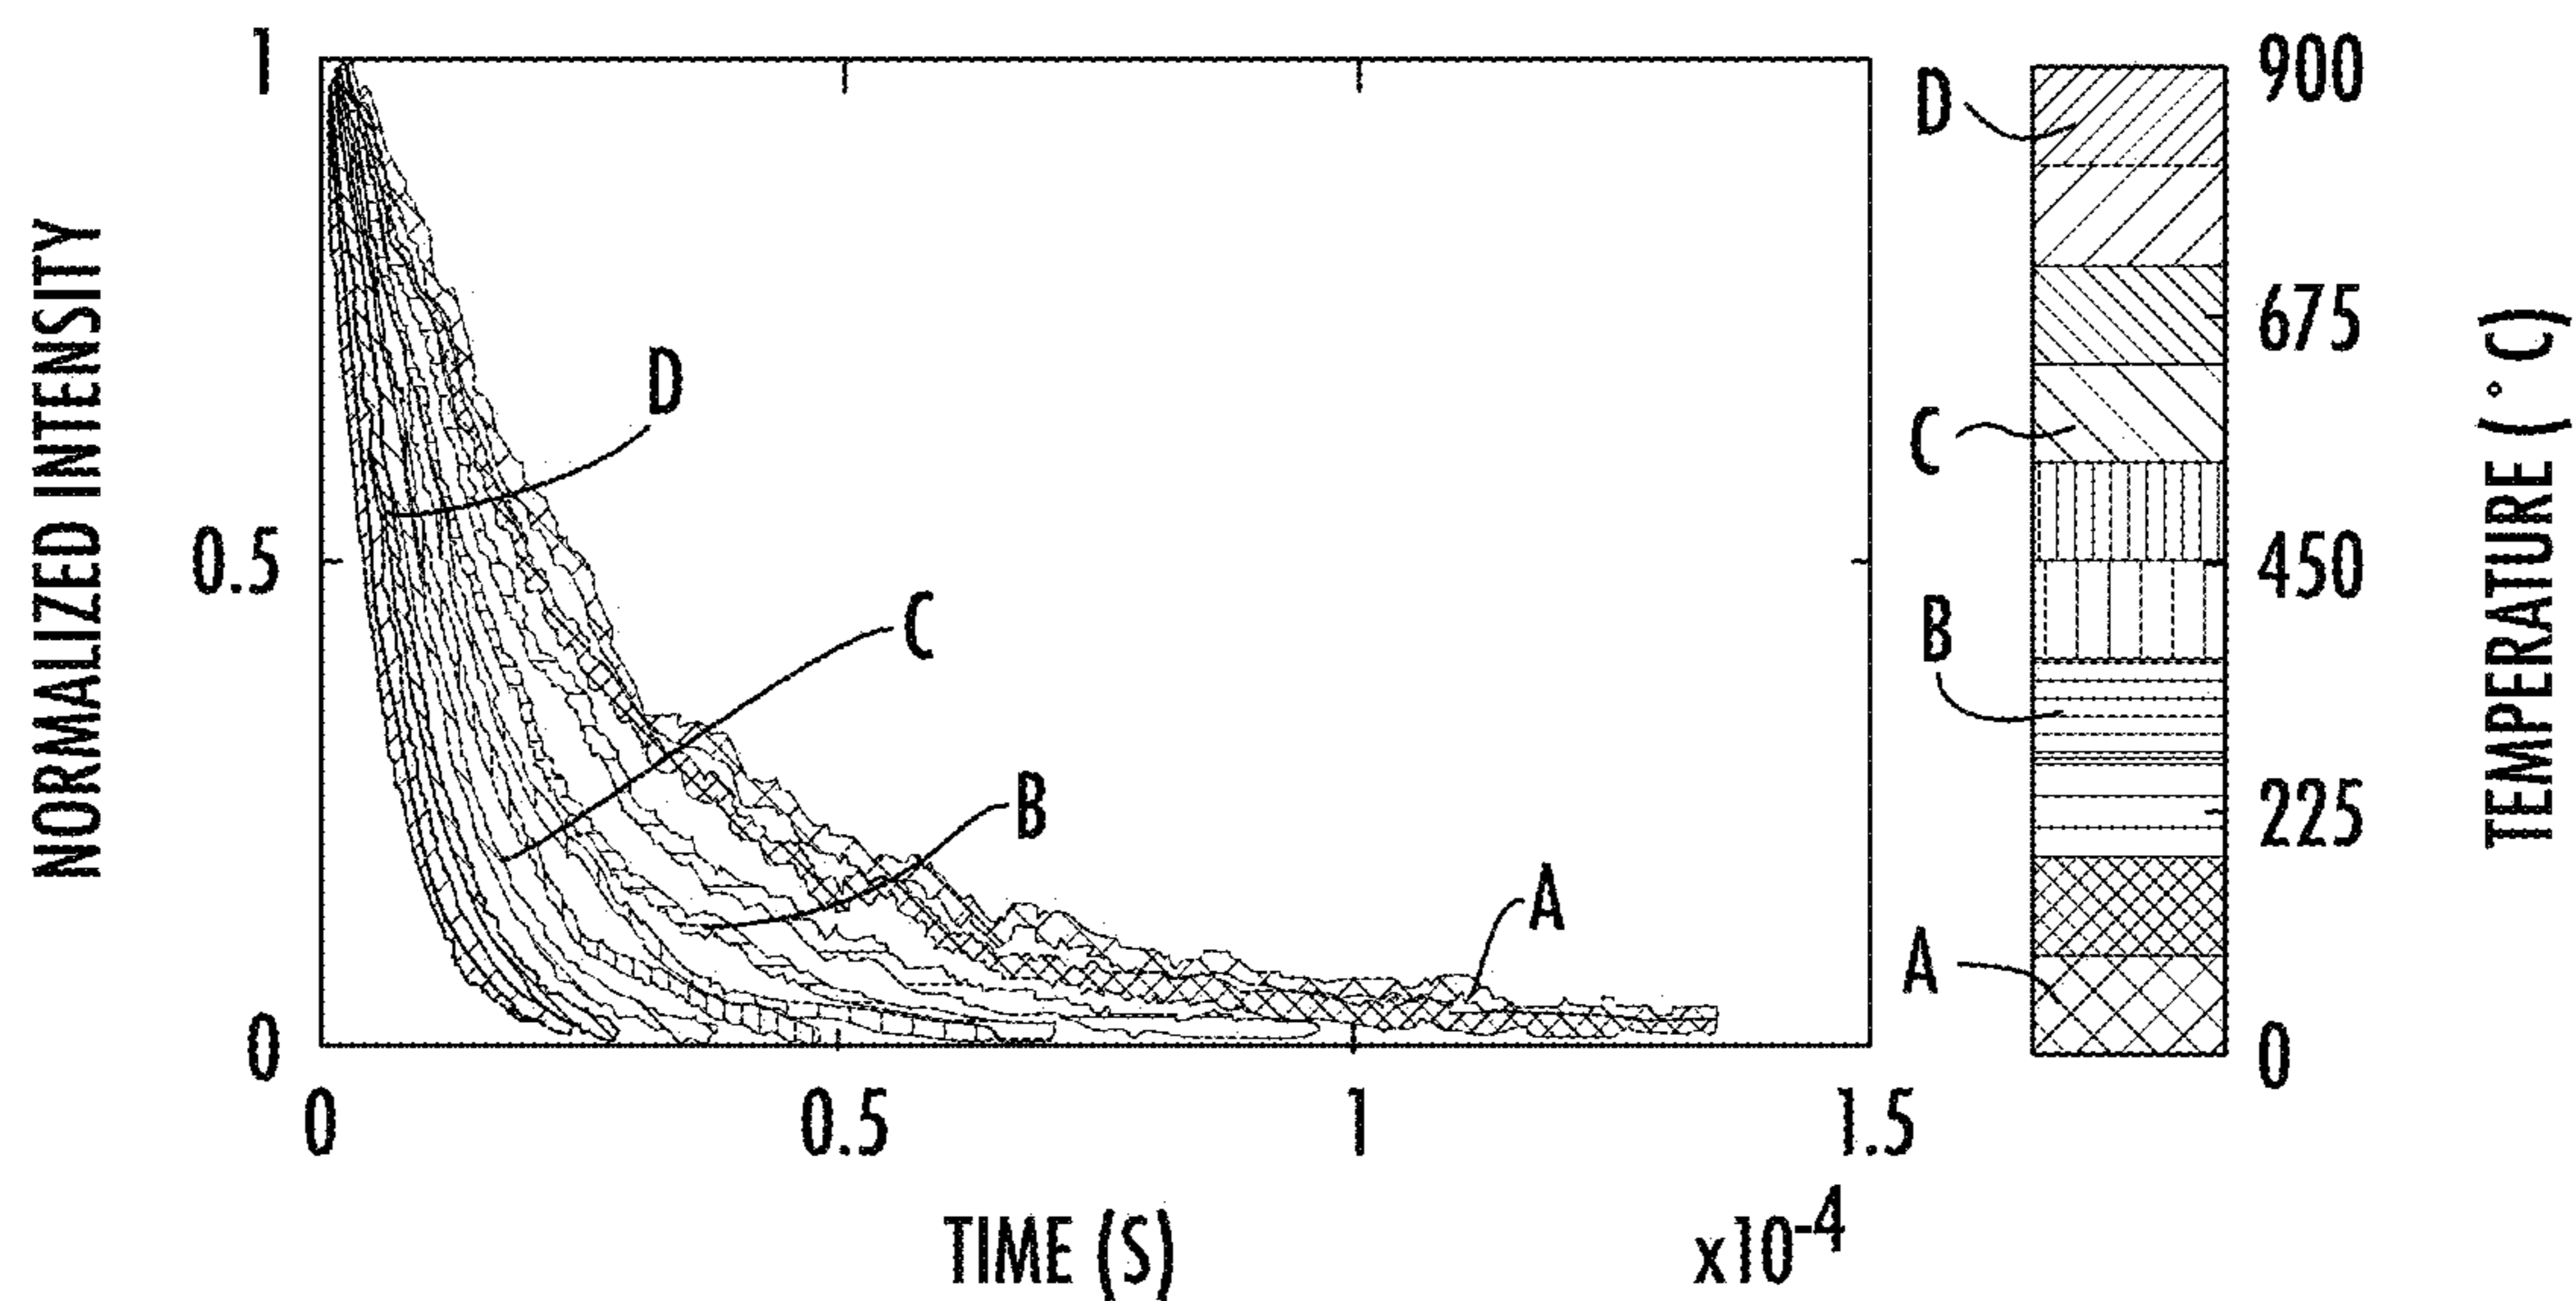 NORMALIZED INTENSITY
1
0.5
0
D
C
B
A
0
0.5
1
1.5
TIME (S)
x10-4
D
C
B
A
900
675
450
225
0
TEMPERATURE (°C)